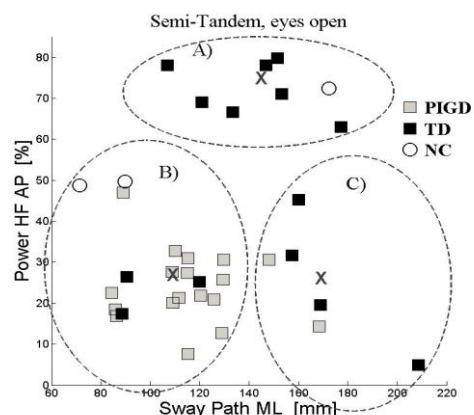 Semi-Tandem, eyes open
Power HF AP [%]
80
70
60
50
40
30
20
10
0
A)
X
B)
X
C)
X
PIGD
TD
NC
60 80 100 120 140 160 180 200 220
Sway Path ML [mm]